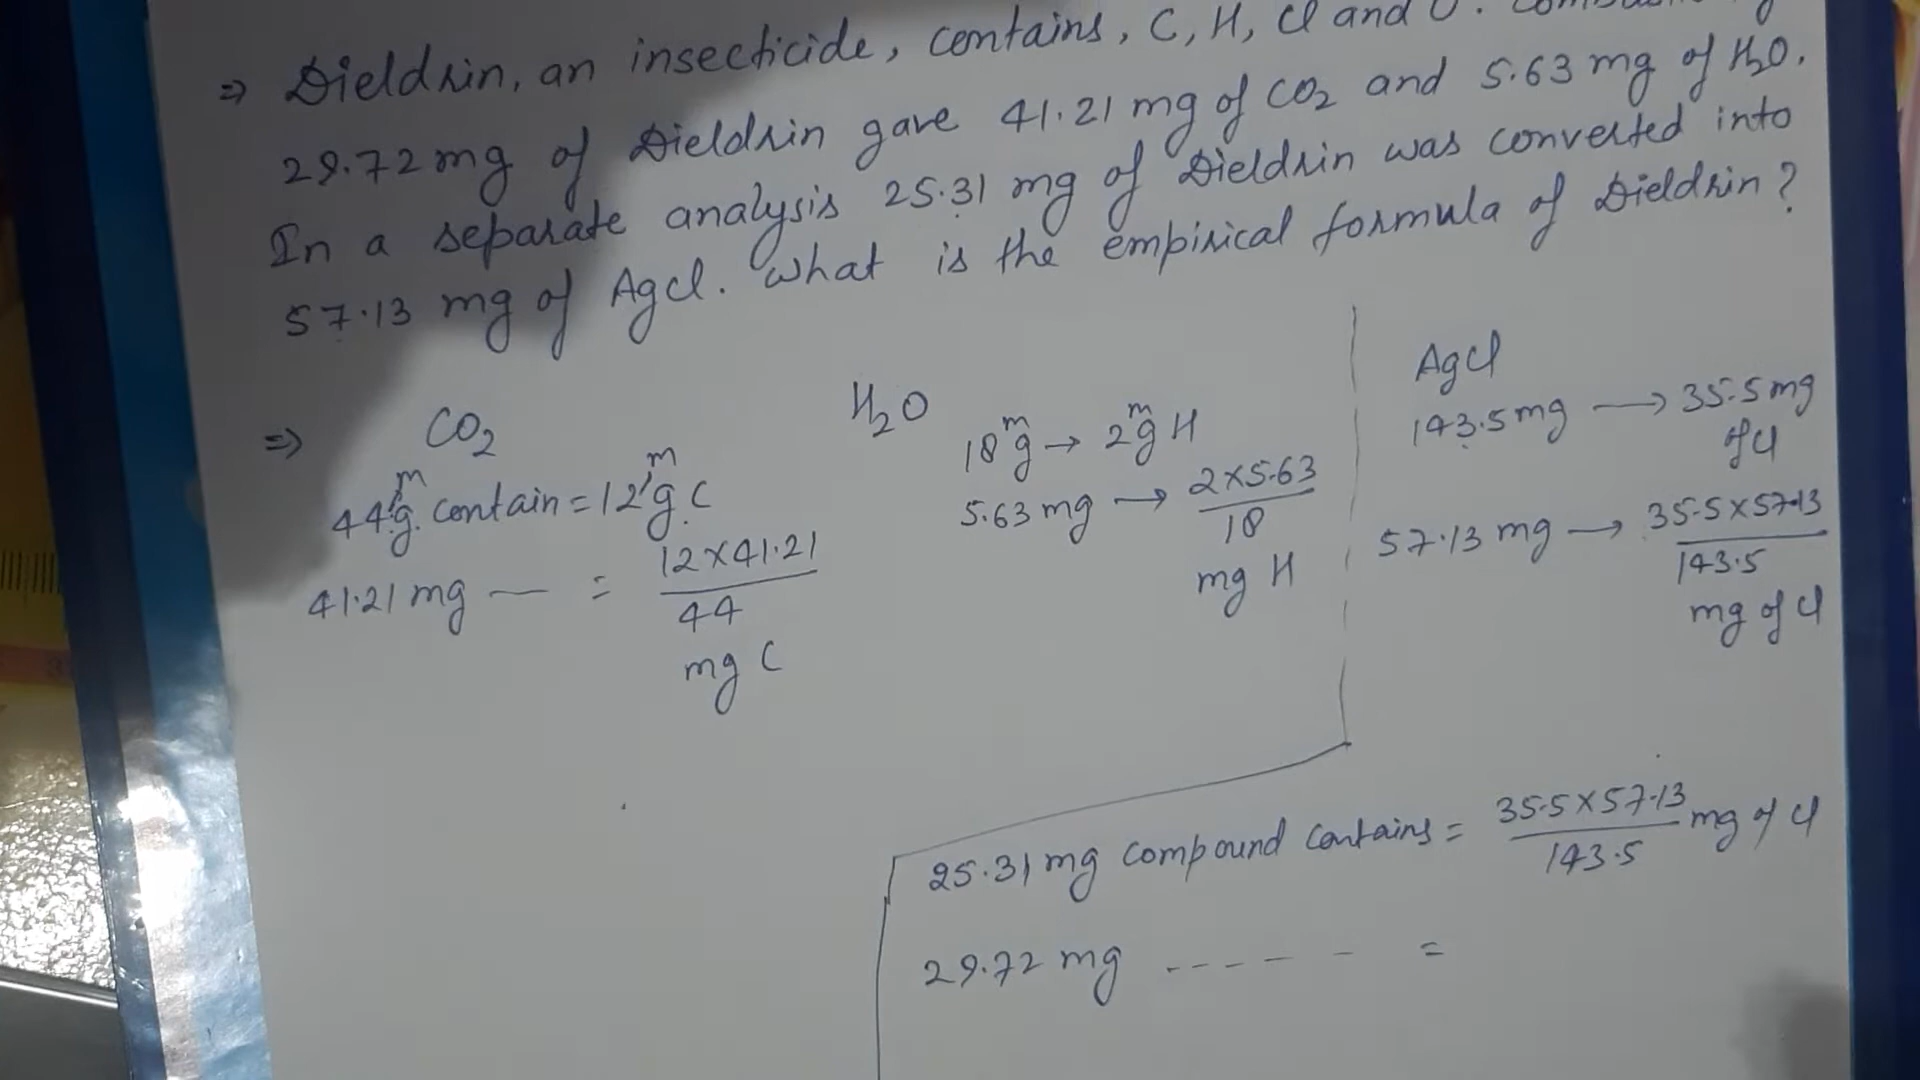 ⇒ Dieldrin, an insecticide, contains, C, H, Cl and O.
29.72 mg of Dieldrin gave 41.21 mg of CO₂ and 5.63 mg of H₂O.
In a separate analysis 25.31 mg of Dieldrin was converted into
57.13 mg of AgCl. What is the empirical formula of Dieldrin?
⇒ CO₂
44 mg. contain = 12 mg C
41.21 mg — = 12×41.21 / 44
mg C
H₂O
18 mg → 2 mg H
5.63 mg → 2×5.63 / 18
mg H
AgCl
143.5 mg → 35.5 mg
of Cl
57.13 mg → 35.5×57.13 / 143.5
mg of Cl
25.31 mg compound contains = 35.5×57.13 / 143.5 mg of Cl
29.72 mg - - - - - =